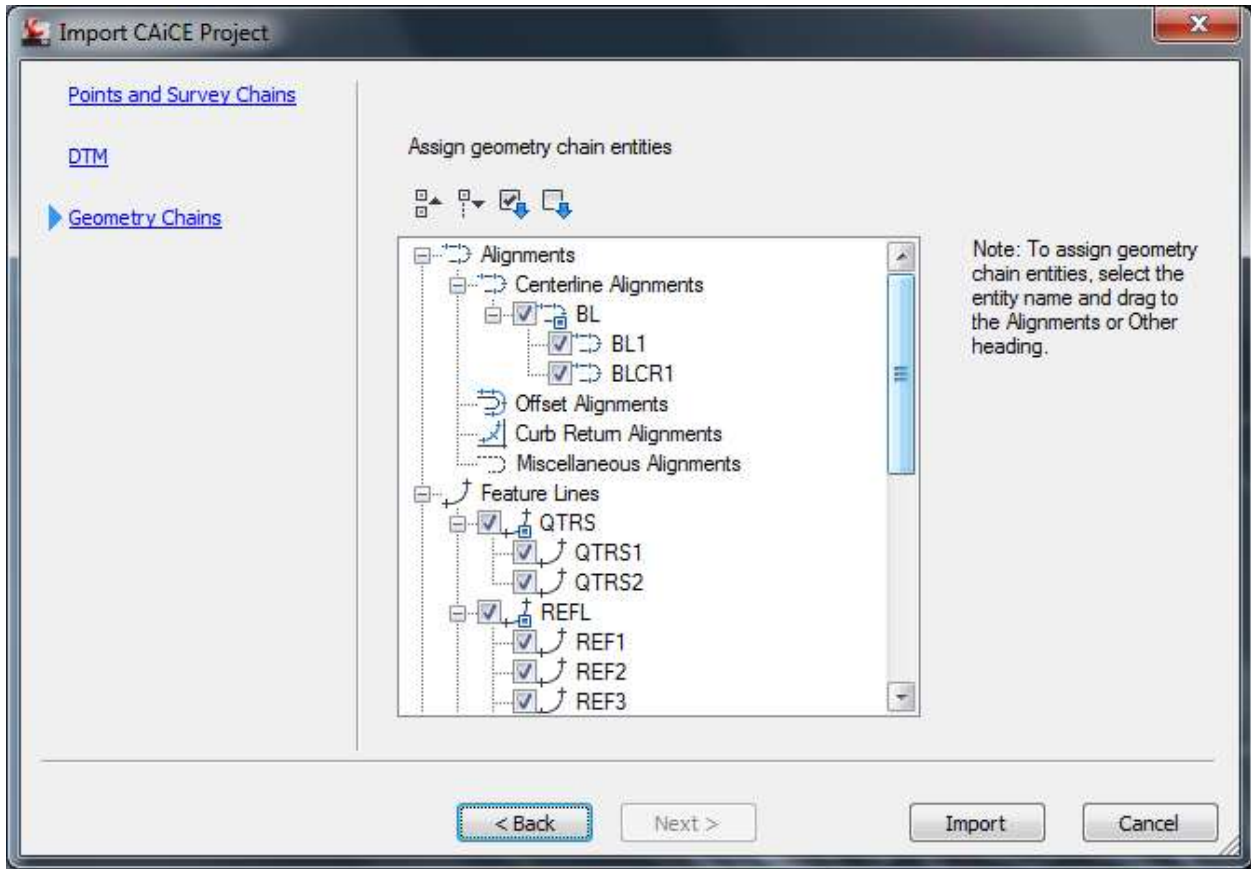 Import CAiCE Project
Points and Survey Chains
DTM
Geometry Chains
Assign geometry chain entities
Alignments
Centerline Alignments
BL
BL1
BLCR1
Offset Alignments
Curb Return Alignments
Miscellaneous Alignments
Feature Lines
QTRS
QTRS1
QTRS2
REFL
REF1
REF2
REF3
Note: To assign geometry
chain entities, select the
entity name and drag to
the Alignments or Other
heading.
< Back
Next >
Import
Cancel